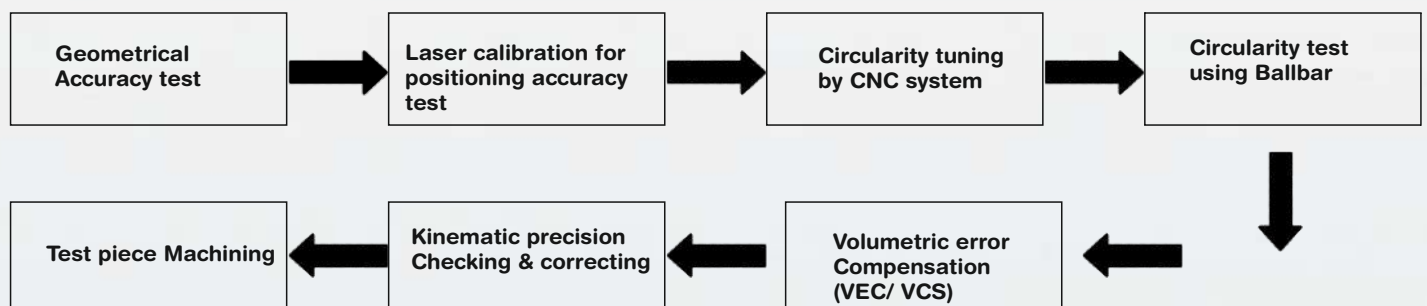 Geometrical
Accuracy test
Laser calibration for
positioning accuracy
test
Circularity tuning
by CNC system
Circularity test
using Ballbar
Volumetric error
Compensation
(VEC/ VCS)
Kinematic precision
Checking & correcting
Test piece Machining